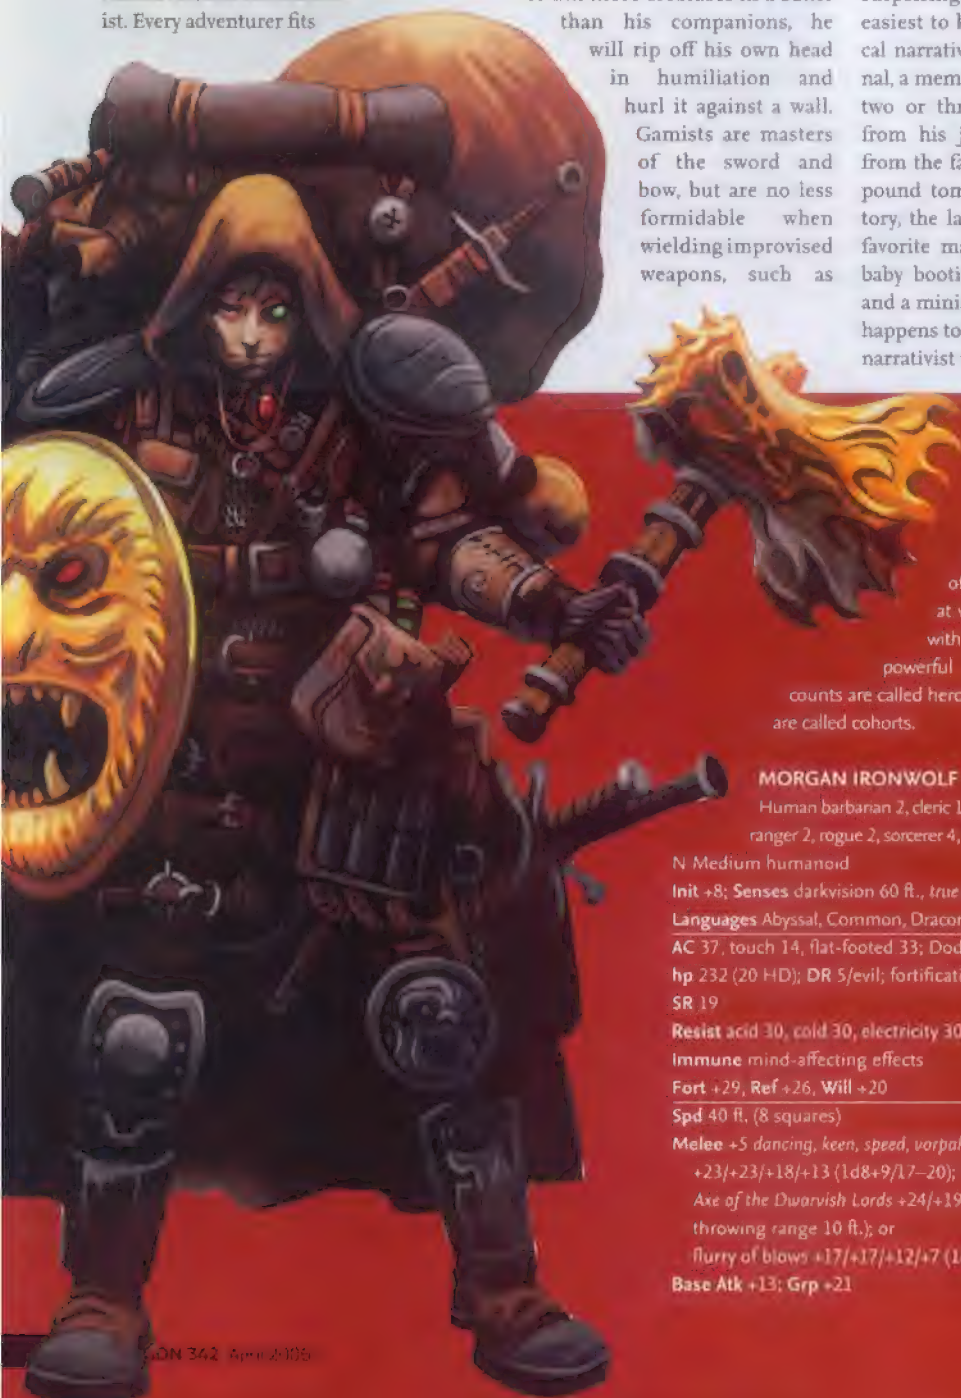 ist. Every adventurer fits
than his companions, he
will rip off his own head
in humiliation and
hurl it against a wall.
Gamists are masters
of the sword and
bow, but are no less
formidable when
wielding improvised
weapons, such as
easiest to
cal narrativ
nal, a mem
two or thr
from his
from the fa
pound tom
tory, the la
favorite ma
baby booti
and a mini
happens to
narrativist
at
with
powerful
counts are called hero
are called cohorts.
MORGAN IRONWOLF
Human barbarian 2, cleric 1
ranger 2, rogue 2, sorcerer 4,
N Medium humanoid
Init +8; Senses darkvision 60 ft., true
Languages Abyssal, Common, Dracon
AC 37, touch 14, flat-footed 33; Dod
hp 232 (20 HD); DR 5/evil; fortificati
SR 19
Resist acid 30, cold 30, electricity 30
Immune mind-affecting effects
Fort +29, Ref +26, Will +20
Spd 40 ft. (8 squares)
Melee +5 dancing, keen, speed, vorpal
+23/+23/+18/+13 (1d8+9/17–20);
Axe of the Dwarvish Lords +24/+19
throwing range 10 ft.); or
flurry of blows +17/+17/+12/+7 (1
Base Atk +13; Grp +21
ON 342 April 2006